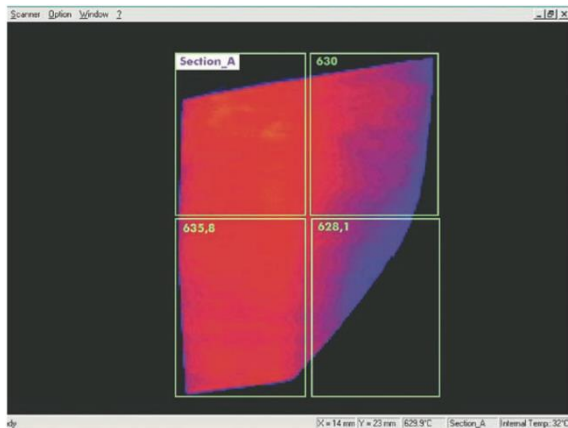 Scanner Option Window ?
Section_A
630
635,8
628,1
dy
X = 14 mm Y = 23 mm 629.9°C Section_A Internal Temp: 32°C